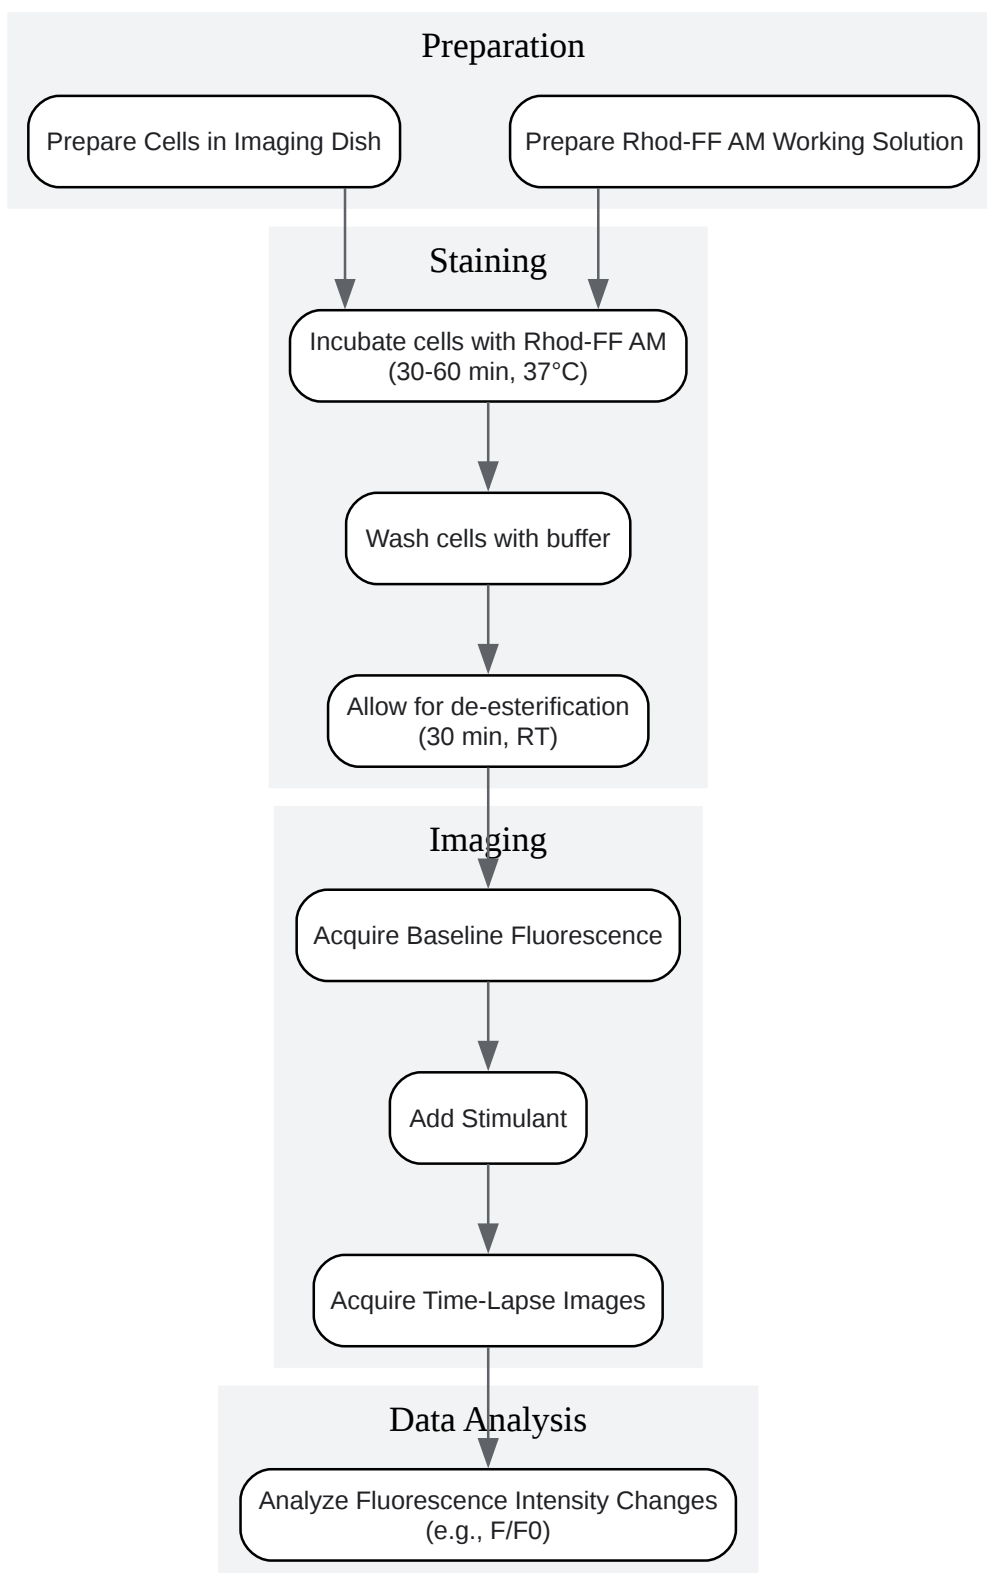 Preparation
Prepare Cells in Imaging Dish
Prepare Rhod-FF AM Working Solution
Staining
Incubate cells with Rhod-FF AM
(30-60 min, 37°C)
Wash cells with buffer
Allow for de-esterification
(30 min, RT)
Imaging
Acquire Baseline Fluorescence
Add Stimulant
Acquire Time-Lapse Images
Data Analysis
Analyze Fluorescence Intensity Changes
(e.g., F/F0)